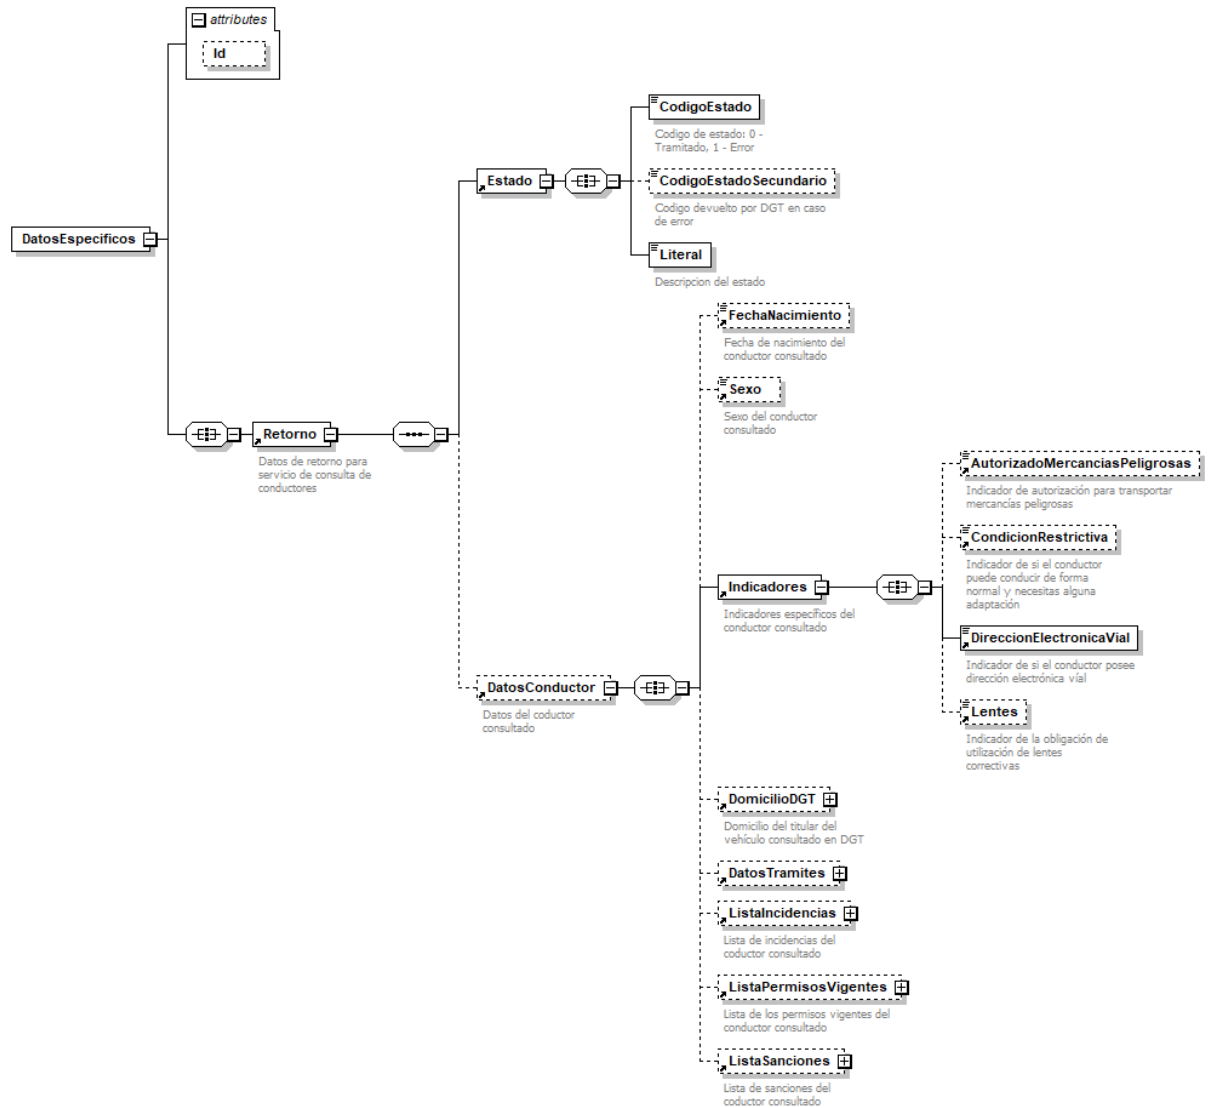 attributes
Id
CodigoEstado
Codigo de estado: 0 -
Tramitado, 1 - Error
Estado
CodigoEstadoSecundario
Codigo devuelto por DGT en caso
de error
DatosEspecificos
Literal
Descripcion del estado
FechaNacimiento
Fecha de nacimiento del
conductor consultado
Sexo
Sexo del conductor
consultado
Retorno
Datos de retorno para
servicio de consulta de
conductores
AutorizadoMercanciasPeligrosas
Indicador de autorización para transportar
mercancías peligrosas
CondicionRestrictiva
Indicador de si el conductor
puede conducir de forma
normal y necesitas alguna
adaptación
Indicadores
Indicadores específicos del
conductor consultado
DireccionElectronicaVial
Indicador de si el conductor posee
dirección electrónica víal
DatosConductor
Datos del coductor
consultado
Lentes
Indicador de la obligación de
utilización de lentes
correctivas
DomicilioDGT
Domicilio del titular del
vehículo consultado en DGT
DatosTramites
ListaIncidencias
Lista de incidencias del
coductor consultado
ListaPermisosVigentes
Lista de los permisos vigentes del
conductor consultado
ListaSanciones
Lista de sanciones del
coductor consultado